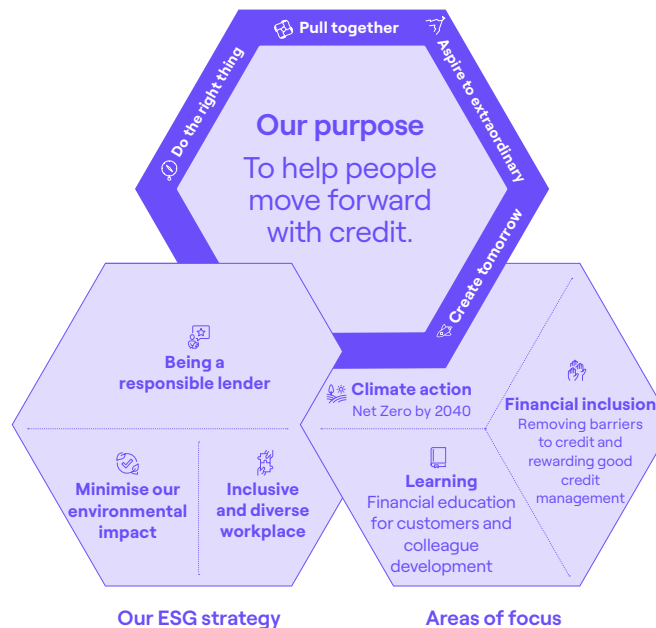 Pull together
Do the right thing
Aspire to extraordinary
Create tomorrow
Our purpose
To help people
move forward
with credit.
Being a
responsible lender
Minimise our
environmental
impact
Inclusive
and diverse
workplace
Our ESG strategy
Climate action
Net Zero by 2040
Financial inclusion
Removing barriers
to credit and
rewarding good
credit
management
Learning
Financial education
for customers and
colleague
development
Areas of focus